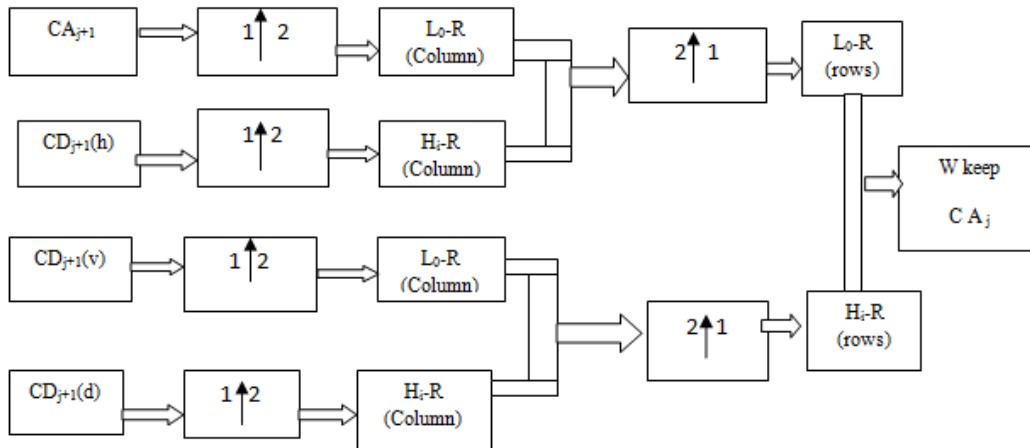 CAj+1
1 2
L0-R
(Column)
2 1
L0-R
(rows)
CDj+1(h)
1 2
Hi-R
(Column)
W keep
C A j
CDj+1(v)
1 2
L0-R
(Column)
2 1
Hi-R
(rows)
CDj+1(d)
1 2
Hi-R
(Column)